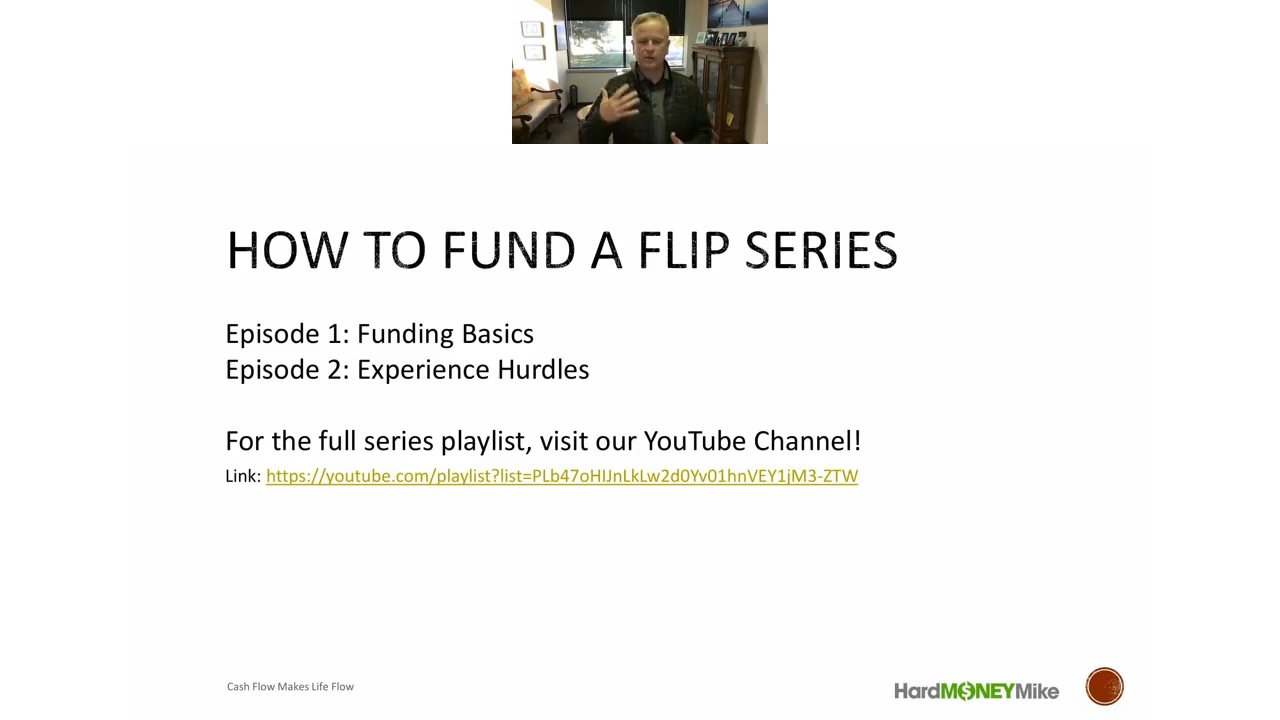 HOW TO FUND A FLIP SERIES
Episode 1: Funding Basics
Episode 2: Experience Hurdles
For the full series playlist, visit our YouTube Channel!
Link: https://youtube.com/playlist?list=PLb47oHIJnLkLw2d0Yv01hnVEY1jM3-ZTW
Cash Flow Makes Life Flow
HardMONEYMike